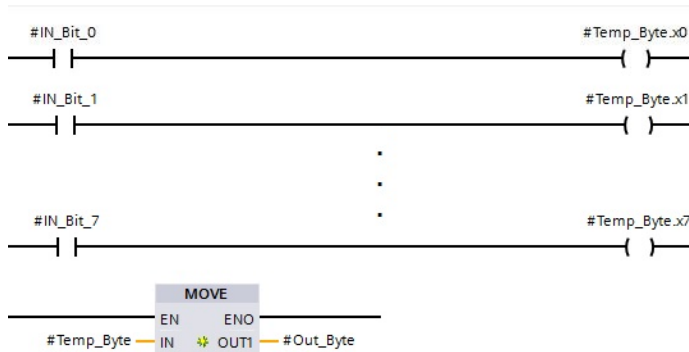 #IN_Bit_0 #Temp_Byte.x0
#IN_Bit_1 #Temp_Byte.x1
#IN_Bit_7 #Temp_Byte.x7
MOVE
EN ENO
#Temp_Byte IN OUT1 #Out_Byte